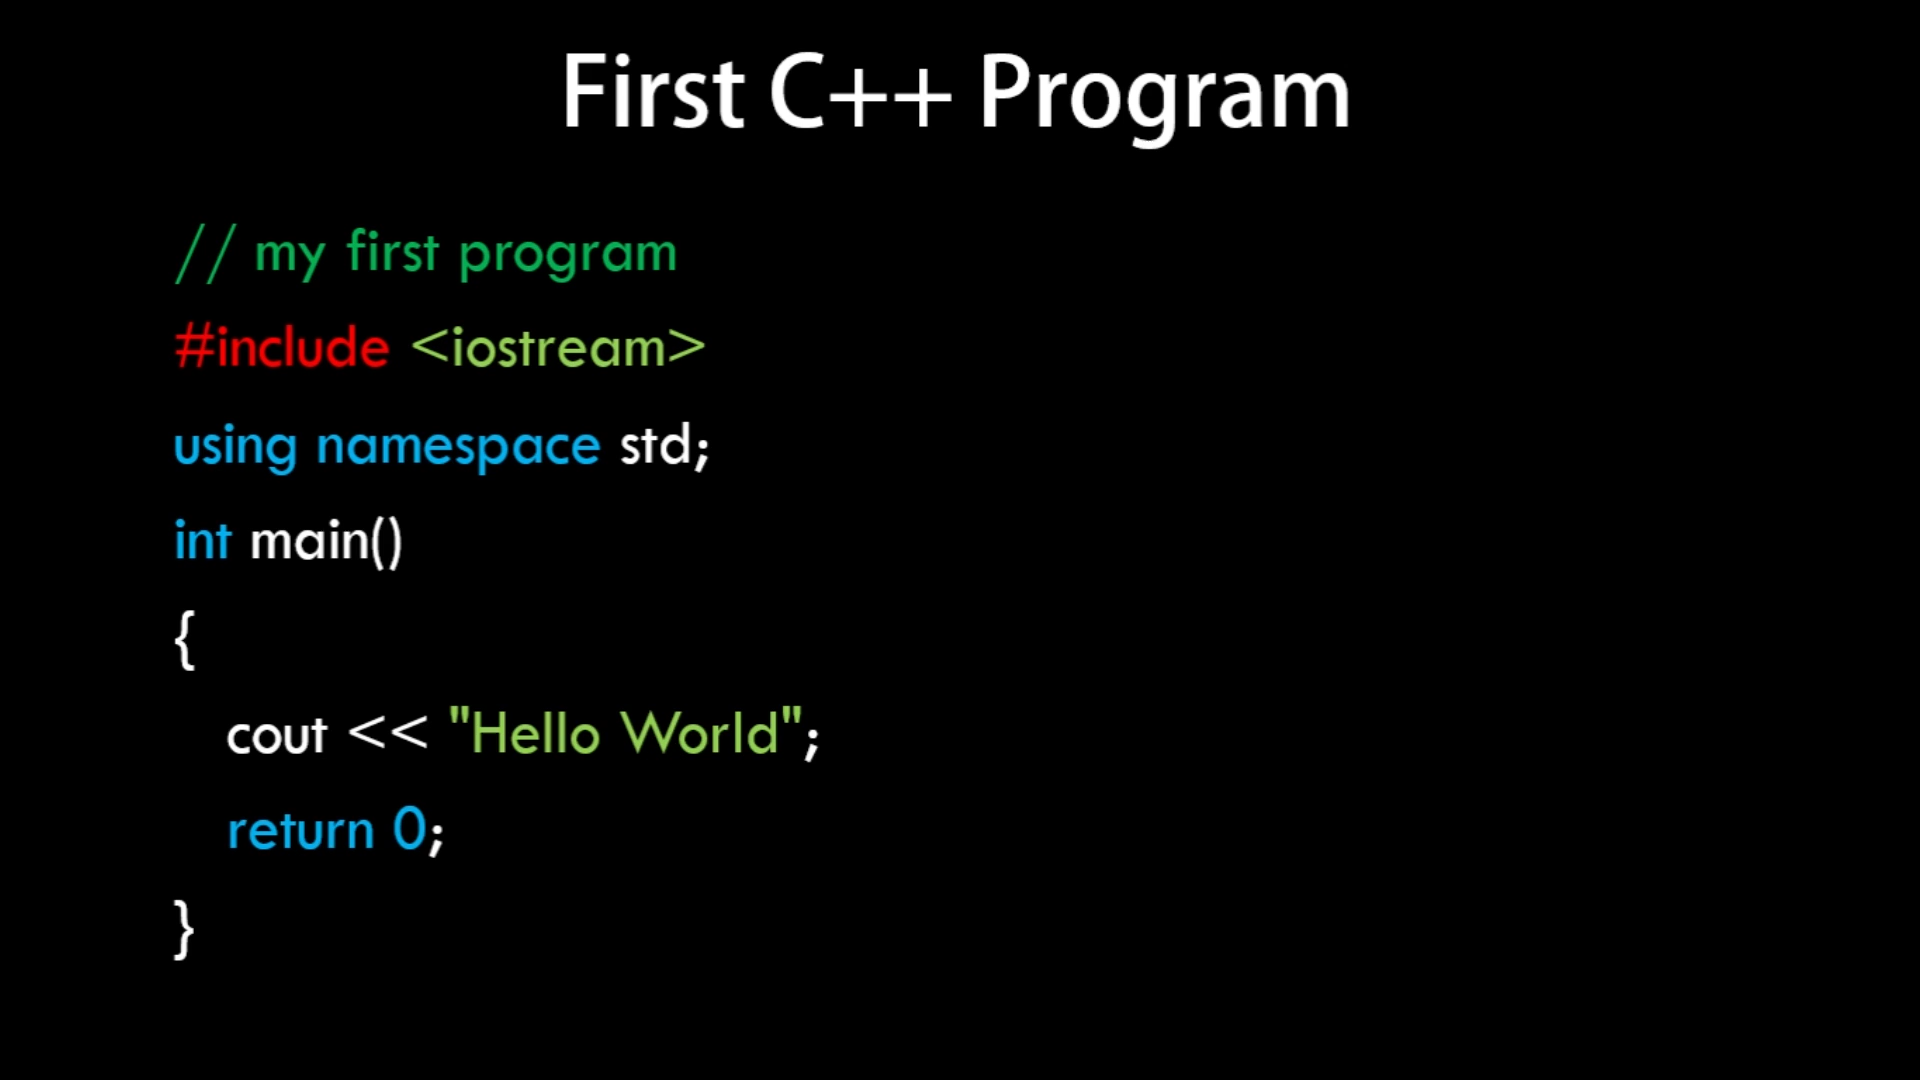 First C++ Program
// my first program
#include <iostream>
using namespace std;
int main()
{
cout << "Hello World";
return 0;
}